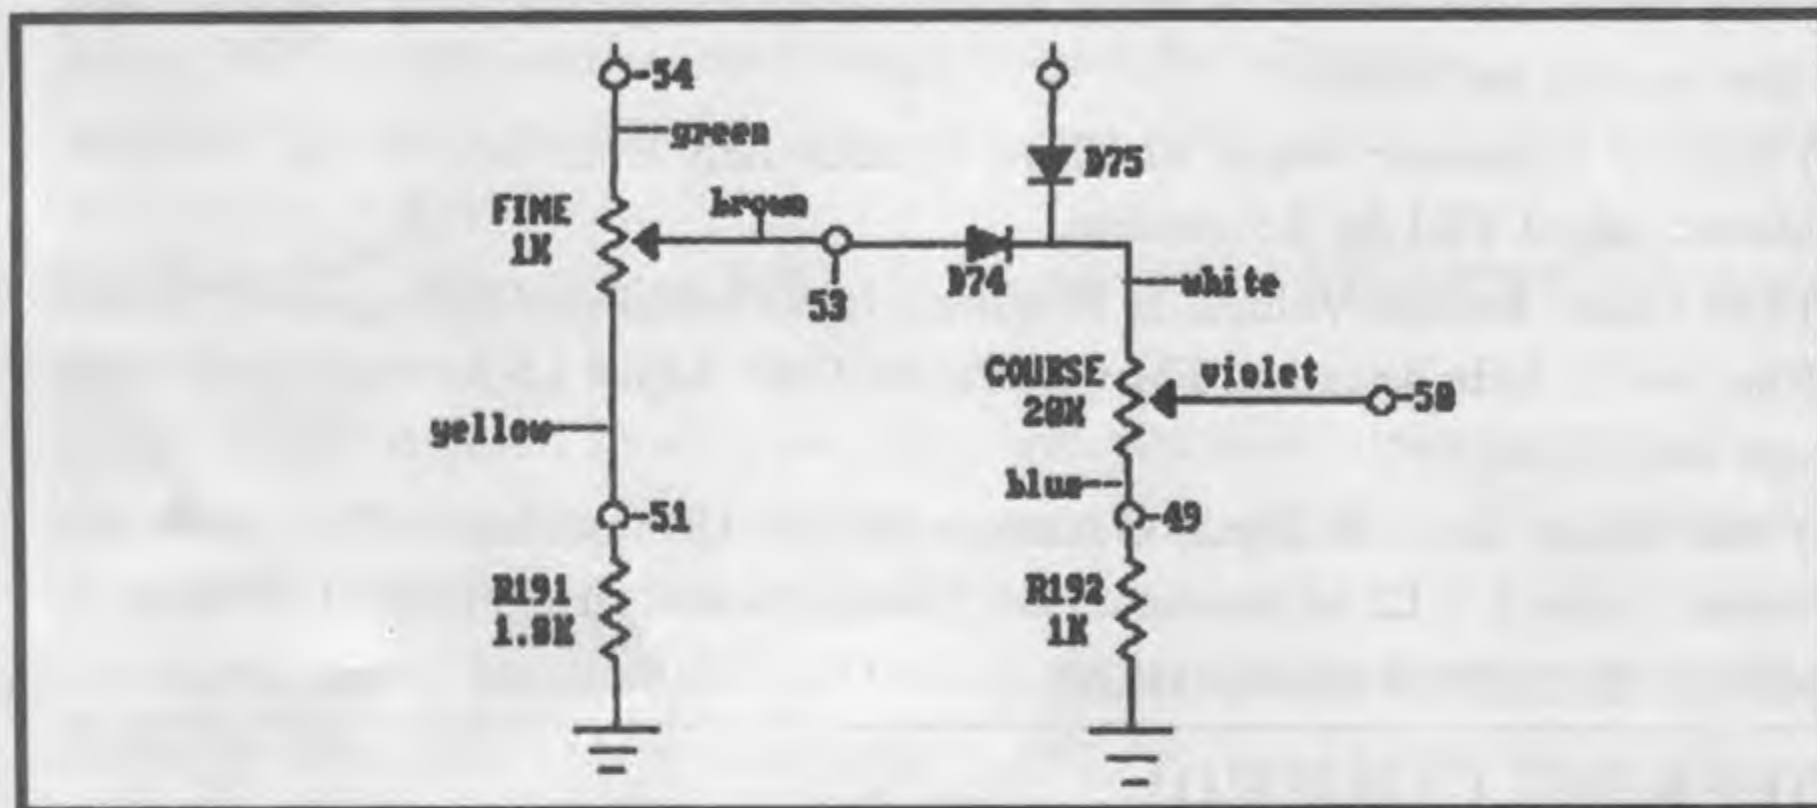 -54
green
FINE
1K
brown
53
D75
D74
white
COURSE
20K
violet
-50
yellow
blue--
-51
-49
R191
1.8K
R192
1K